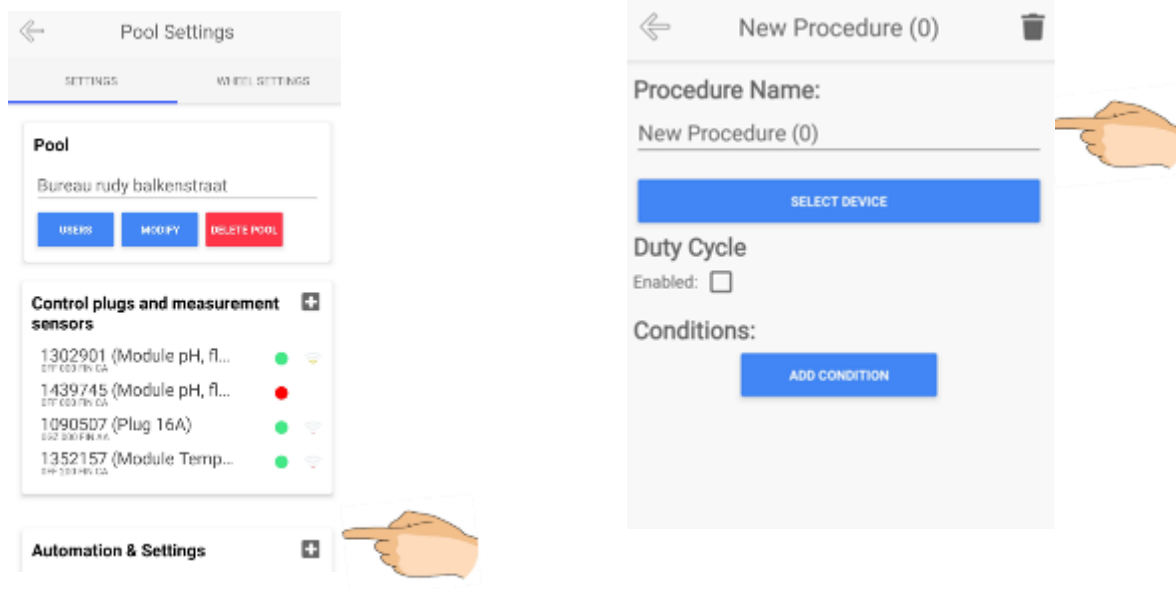 Pool Settings
SETTINGS
WHEEL SETTINGS
Pool
Bureau rudy balkenstraat
USERS
MODIFY
DELETE POOL
Control plugs and measurement
sensors
1302901 (Module pH, fl...
1439745 (Module pH, fl...
1090507 (Plug 16A)
1352157 (Module Temp...
Automation & Settings
New Procedure (0)
Procedure Name:
New Procedure (0)
SELECT DEVICE
Duty Cycle
Enabled:
Conditions:
ADD CONDITION